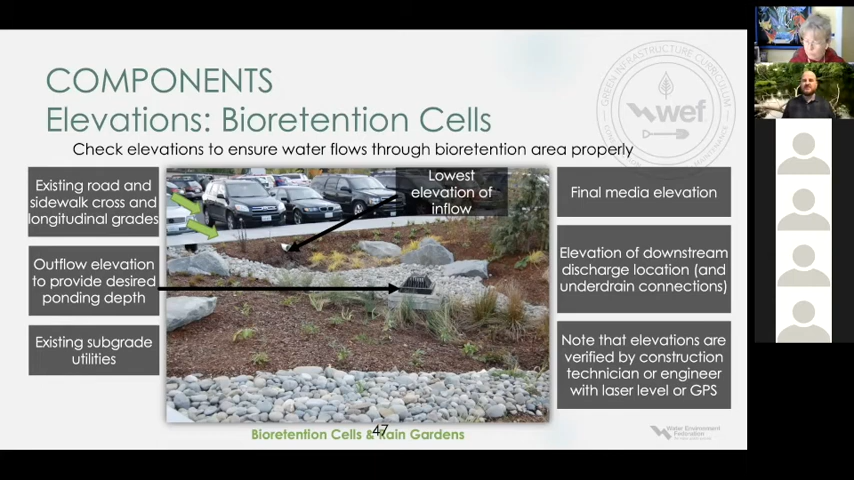 COMPONENTS
Elevations: Bioretention Cells
Check elevations to ensure water flows through bioretention area properly
Existing road and
sidewalk cross and
longitudinal grades
Outflow elevation
to provide desired
ponding depth
Existing subgrade
utilities
Lowest
elevation of
inflow
Final media elevation
Elevation of downstream
discharge location (and
underdrain connections)
Note that elevations are
verified by construction
technician or engineer
with laser level or GPS
Bioretention Cells & Rain Gardens
47
GREEN INFRASTRUCTURE CURRICULUM
wef
Water Environment
Federation